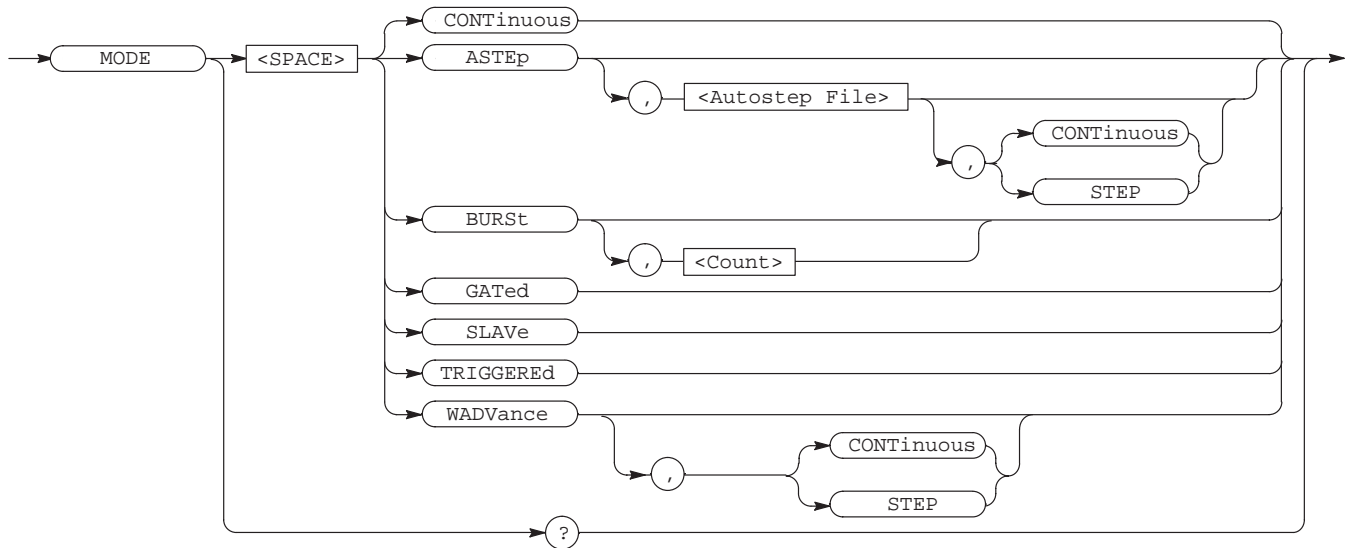 CONTinuous
MODE
<SPACE>
ASTEp
,
<Autostep File>
,
CONTinuous
STEP
BURSt
,
<Count>
GATed
SLAVe
TRIGGEREd
WADVance
,
CONTinuous
STEP
?